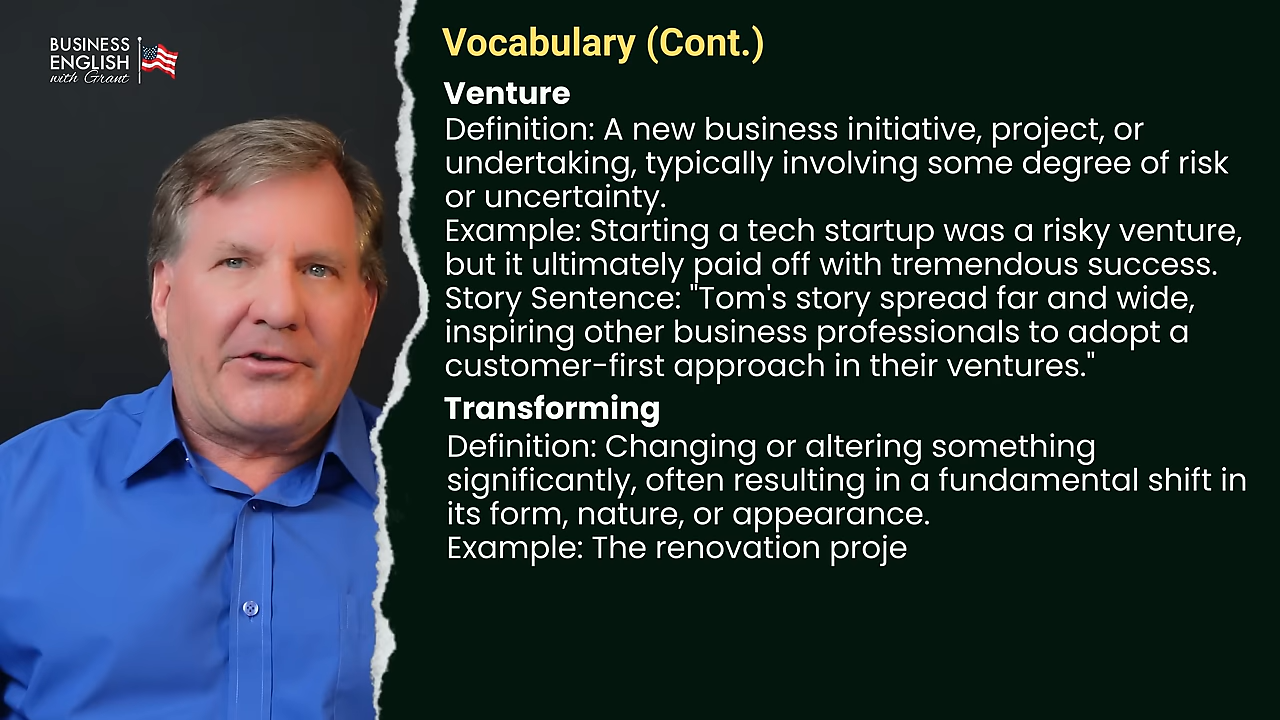 BUSINESS
ENGLISH
with Grant
Vocabulary (Cont.)
Venture
Definition: A new business initiative, project, or
undertaking, typically involving some degree of risk
or uncertainty.
Example: Starting a tech startup was a risky venture,
but it ultimately paid off with tremendous success.
Story Sentence: "Tom's story spread far and wide,
inspiring other business professionals to adopt a
customer-first approach in their ventures."
Transforming
Definition: Changing or altering something
significantly, often resulting in a fundamental shift in
its form, nature, or appearance.
Example: The renovation proje